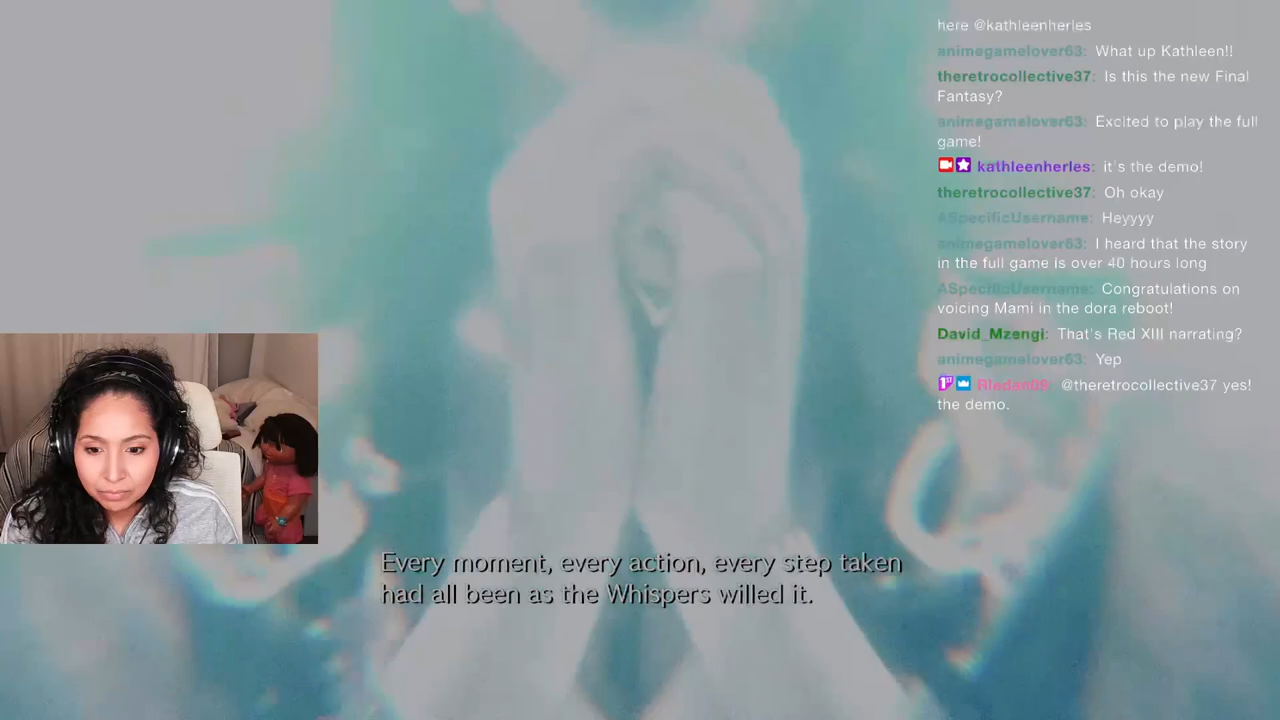 here @kathleenherles
animegamelover63: What up Kathleen!!
theretrocollective37: Is this the new Final
Fantasy?
animegamelover63: Excited to play the full
game!
kathleenherles: it's the demo!
theretrocollective37: Oh okay
ASpecificUsername: Heyyyy
animegamelover63: I heard that the story
in the full game is over 40 hours long
ASpecificUsername: Congratulations on
voicing Mami in the dora reboot!
David_Mzengi: That's Red XIII narrating?
animegamelover63: Yep
@theretrocollective37 yes!
the demo.
Every moment, every action, every step taken
had all been as the Whispers willed it.